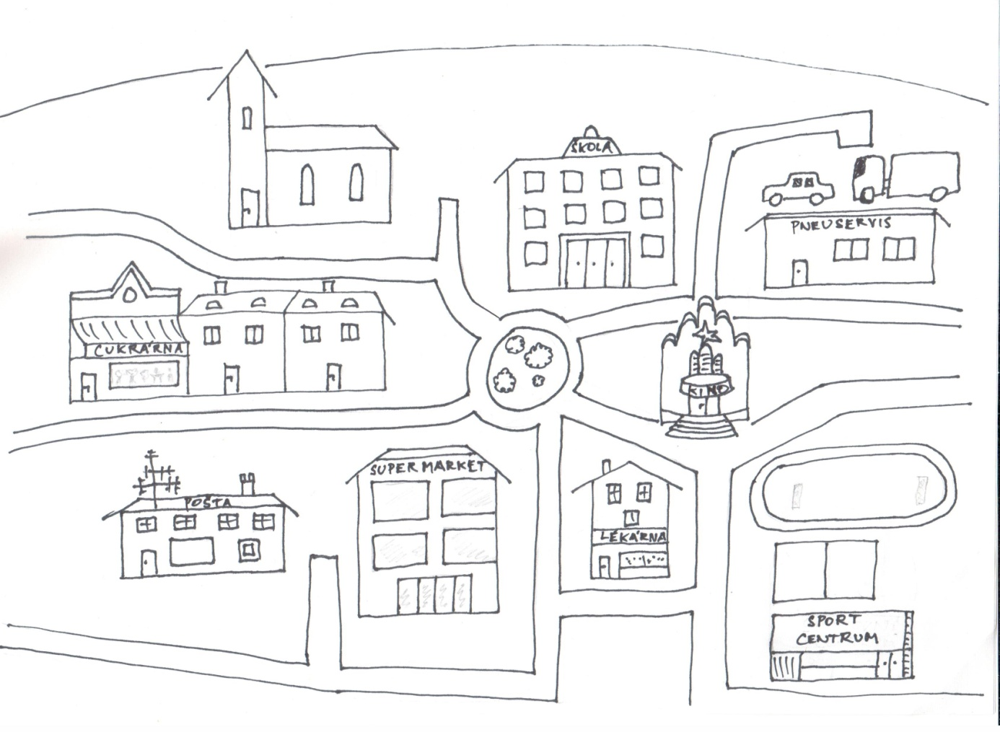 ŠKOLA
PNEUSERVIS
CUKRÁRNA
KINO
POŠTA
SUPERMARKET
LÉKÁRNA
SPORT
CENTRUM